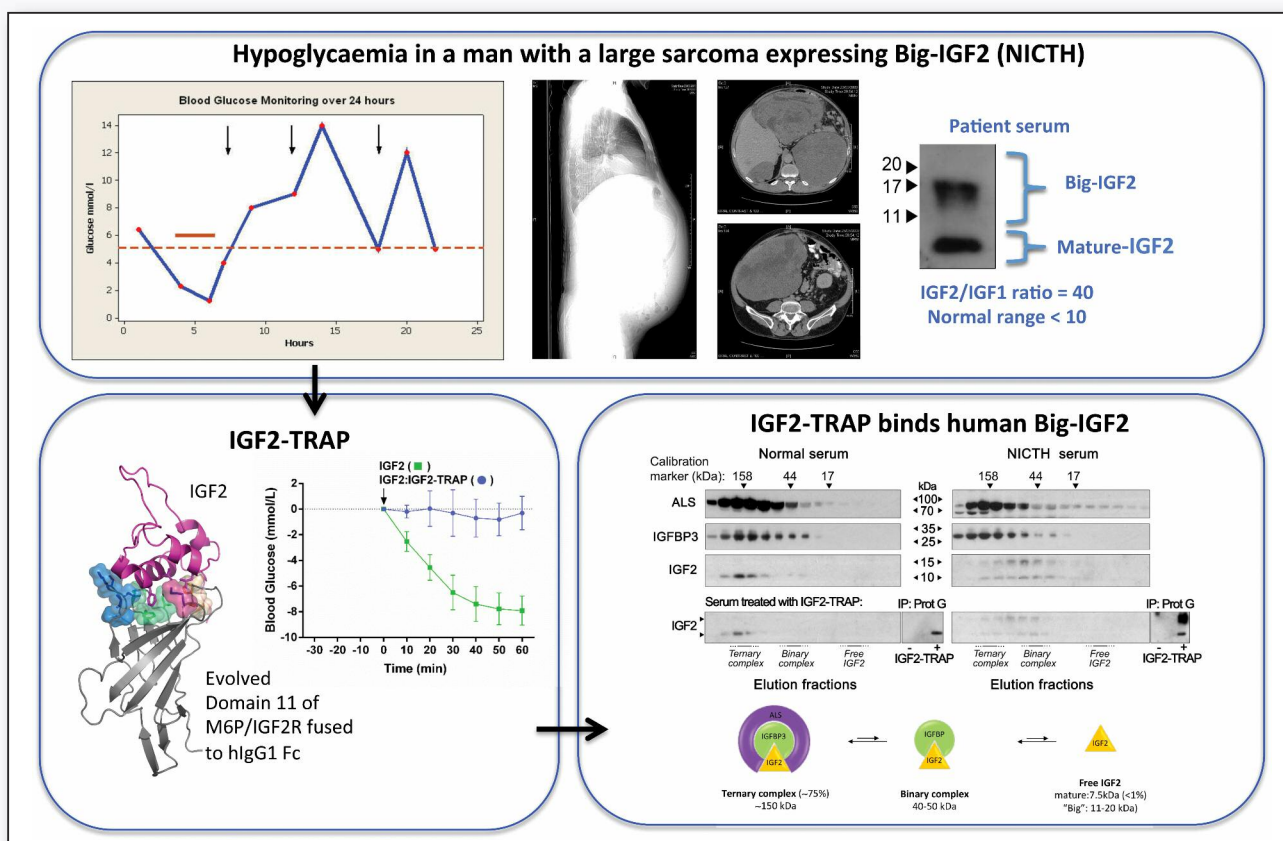 Hypoglycaemia in a man with a large sarcoma expressing Big-IGF2 (NICTH)
Blood Glucose Monitoring over 24 hours
Glucose mmol/l
14
12
10
8
6
4
2
0
0 5 10 15 20 25
Hours
Patient serum
20
17
11
Big-IGF2
Mature-IGF2
IGF2/IGF1 ratio = 40
Normal range < 10
IGF2-TRAP
IGF2
Evolved
Domain 11 of
M6P/IGF2R fused
to hIgG1 Fc
IGF2 ( )
IGF2:IGF2-TRAP ( )
Blood Glucose (mmol/L)
2
0
-2
-4
-6
-8
-10
-30 -20 -10 0 10 20 30 40 50 60
Time (min)
IGF2-TRAP binds human Big-IGF2
Normal serum
NICTH serum
Calibration
marker (kDa):
158 44 17
kDa
158 44 17
ALS
100
70
IGFBP3
35
25
IGF2
15
10
Serum treated with IGF2-TRAP:
IP: Prot G
IP: Prot G
IGF2
- +
IGF2-TRAP
- +
IGF2-TRAP
Ternary
complex
Binary
complex
Free
IGF2
Ternary
complex
Binary
complex
Free
IGF2
Elution fractions
Elution fractions
ALS
IGFBP3
IGF2
IGFBP
IGF2
IGF2
Ternary complex (~75%)
~150 kDa
Binary complex
40-50 kDa
Free IGF2
mature:7.5kDa (<1%)
"Big": 11-20 kDa)